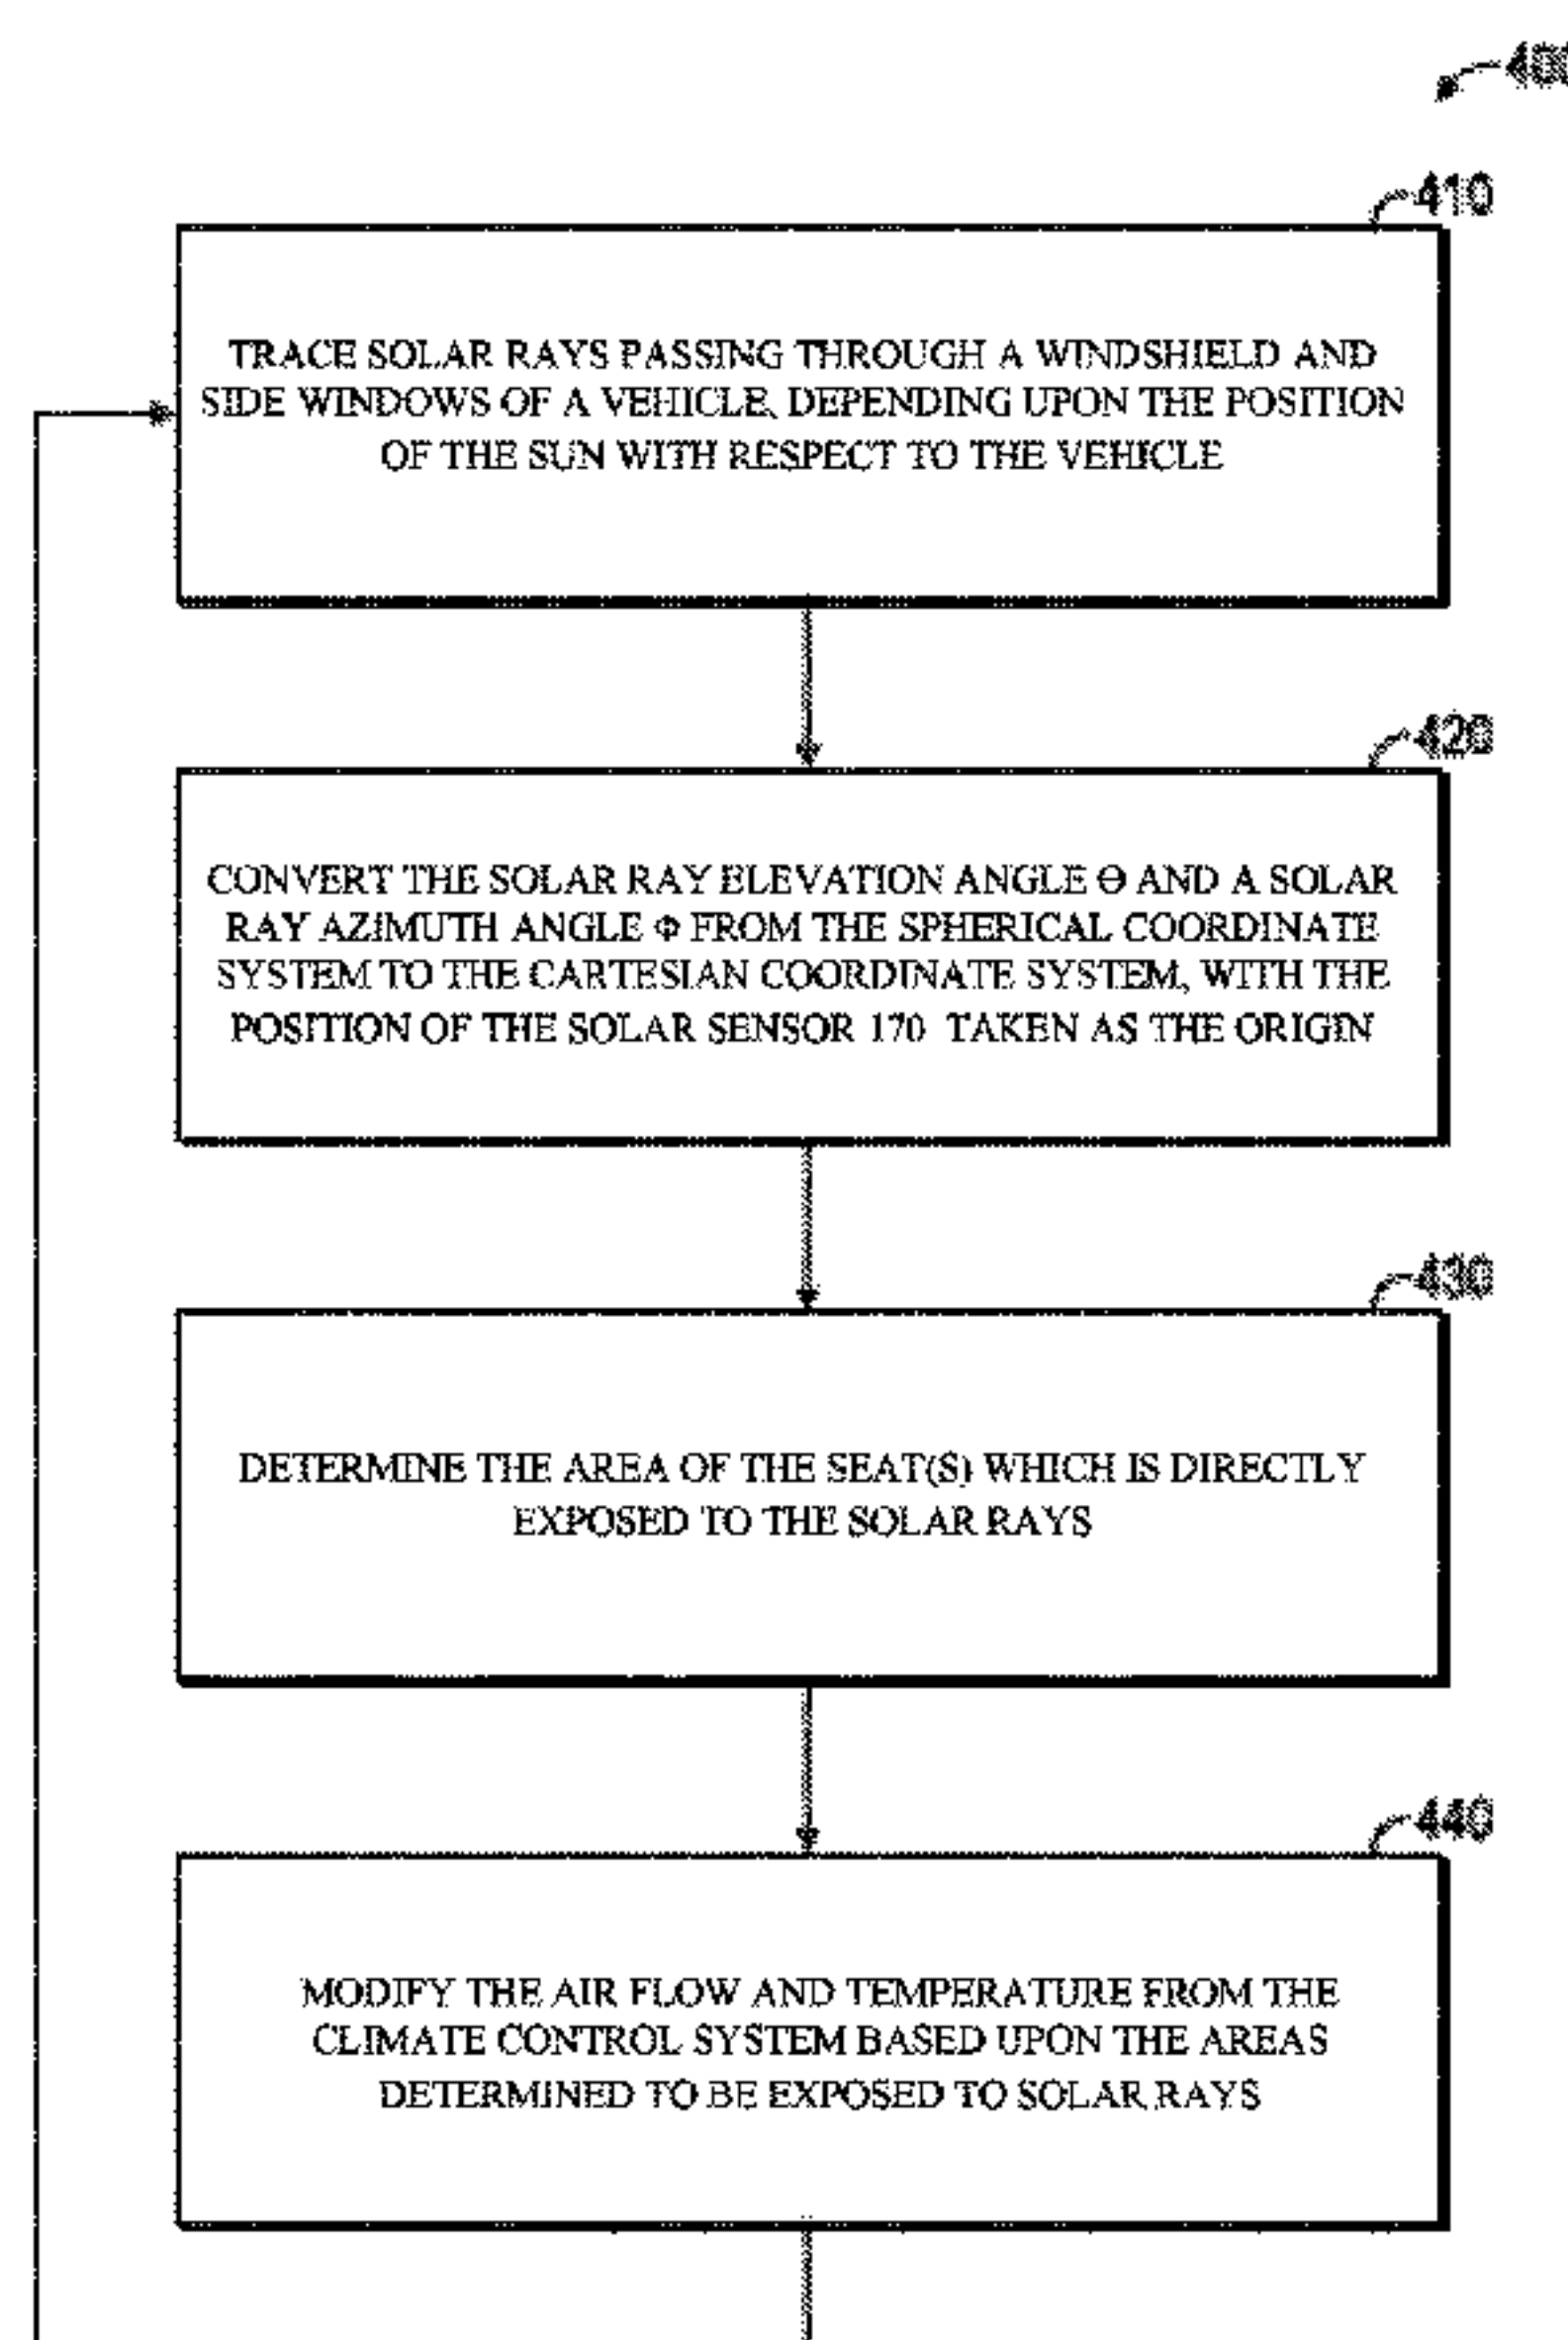 410
TRACE SOLAR RAYS PASSING THROUGH A WINDSHIELD AND
SIDE WINDOWS OF A VEHICLE, DEPENDING UPON THE POSITION
OF THE SUN WITH RESPECT TO THE VEHICLE
420
CONVERT THE SOLAR RAY ELEVATION ANGLE Θ AND A SOLAR
RAY AZIMUTH ANGLE Φ FROM THE SPHERICAL COORDINATE
SYSTEM TO THE CARTESIAN COORDINATE SYSTEM, WITH THE
POSITION OF THE SOLAR SENSOR 170 TAKEN AS THE ORIGIN
430
DETERMINE THE AREA OF THE SEAT(S) WHICH IS DIRECTLY
EXPOSED TO THE SOLAR RAYS
440
MODIFY THE AIR FLOW AND TEMPERATURE FROM THE
CLIMATE CONTROL SYSTEM BASED UPON THE AREAS
DETERMINED TO BE EXPOSED TO SOLAR RAYS